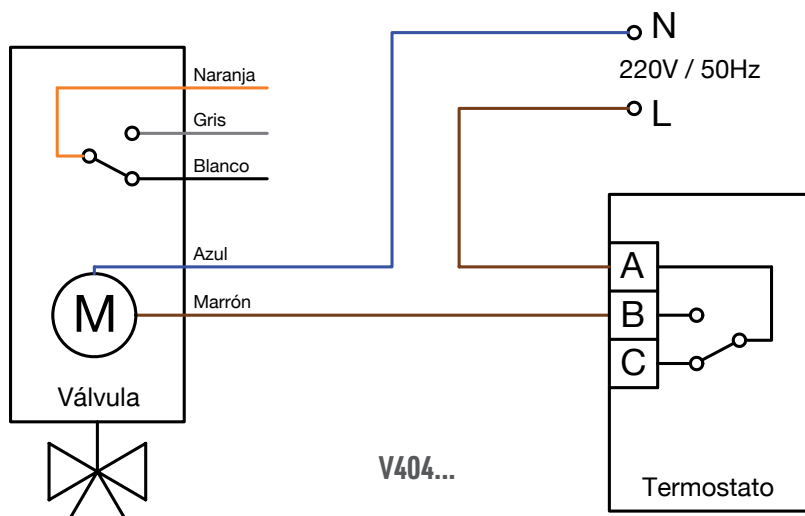 N
220V / 50Hz
L
Naranja
Gris
Blanco
Azul
Marrón
M
Válvula
A
B
C
Termostato
V404...